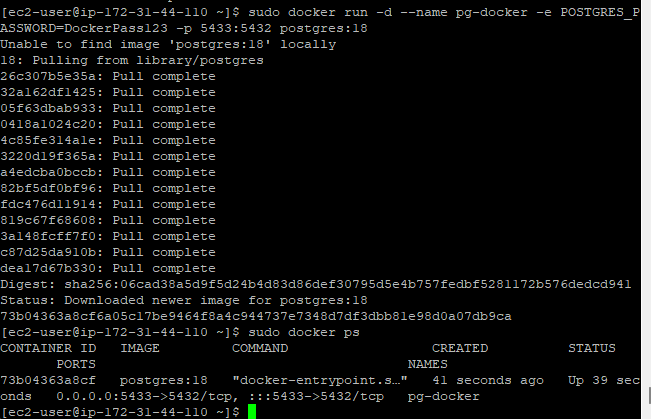 [ec2-user@ip-172-31-44-110 ~]$ sudo docker run -d --name pg-docker -e POSTGRES_P
ASSWORD=DockerPass123 -p 5433:5432 postgres:18
Unable to find image 'postgres:18' locally
18: Pulling from library/postgres
26c307b5e35a: Pull complete
32a162df1425: Pull complete
05f63dbab933: Pull complete
0418a1024c20: Pull complete
4c85fe314a1e: Pull complete
3220d19f365a: Pull complete
a4edcba0bccb: Pull complete
82bf5df0bf96: Pull complete
fdc476d11914: Pull complete
819c67f68608: Pull complete
3a148fcff7f0: Pull complete
c87d25da910b: Pull complete
dea17d67b330: Pull complete
Digest: sha256:06cad38a5d9f5d24b4d83d86def30795d5e4b757fedbf5281172b576dedcd941
Status: Downloaded newer image for postgres:18
73b04363a8cf6a05c17be9464f8a4c944737e7348d7df3dbb81e98d0a07db9ca
[ec2-user@ip-172-31-44-110 ~]$ sudo docker ps
CONTAINER ID   IMAGE         COMMAND                  CREATED          STATUS
       PORTS                                       NAMES
73b04363a8cf   postgres:18   "docker-entrypoint.s…"   41 seconds ago   Up 39 sec
onds   0.0.0.0:5433->5432/tcp, :::5433->5432/tcp   pg-docker
[ec2-user@ip-172-31-44-110 ~]$